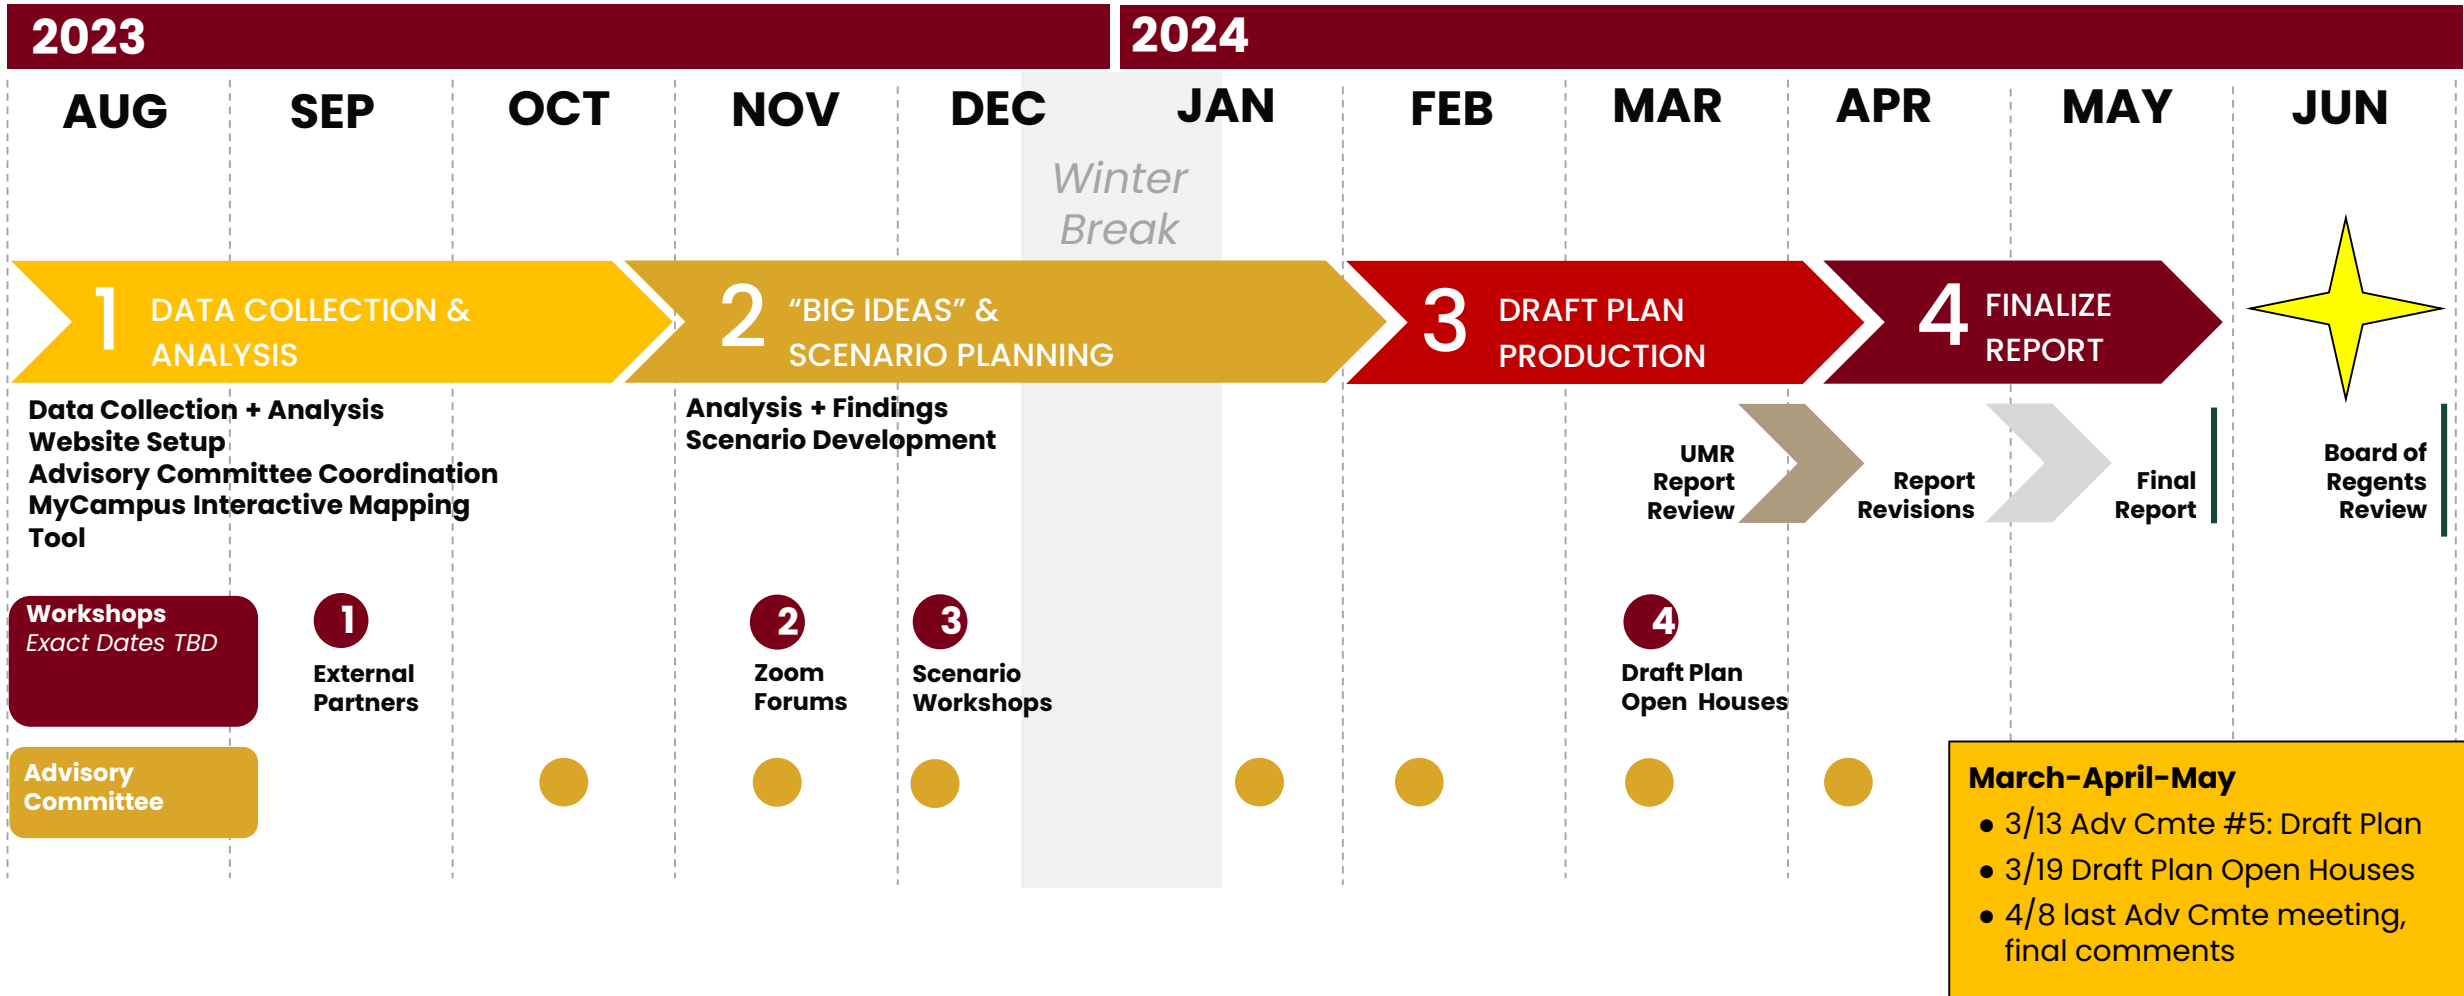 2023
2024
AUG
SEP
OCT
NOV
DEC
JAN
FEB
MAR
APR
MAY
JUN
Winter
Break
1
DATA COLLECTION &
ANALYSIS
2
“BIG IDEAS” &
SCENARIO PLANNING
3
DRAFT PLAN
PRODUCTION
4
FINALIZE
REPORT
Data Collection + Analysis
Website Setup
Advisory Committee Coordination
MyCampus Interactive Mapping
Tool
Analysis + Findings
Scenario Development
UMR
Report
Review
Report
Revisions
Final
Report
Board of
Regents
Review
Workshops
Exact Dates TBD
1
External
Partners
2
Zoom
Forums
3
Scenario
Workshops
4
Draft Plan
Open Houses
Advisory
Committee
March-April-May
● 3/13 Adv Cmte #5: Draft Plan
● 3/19 Draft Plan Open Houses
● 4/8 last Adv Cmte meeting,
final comments